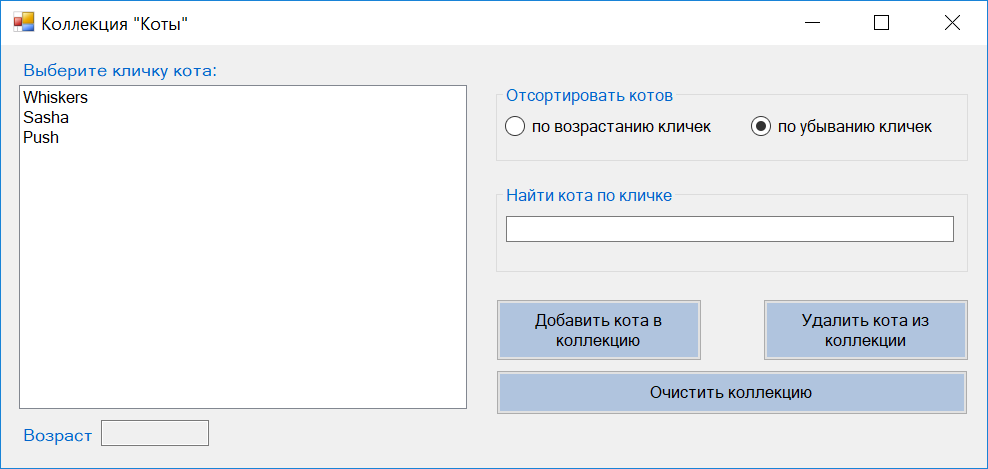 Коллекция "Коты"
Выберите кличку кота:
Whiskers
Sasha
Push
Возраст
Отсортировать котов
по возрастанию кличек
по убыванию кличек
Найти кота по кличке
Добавить кота в
коллекцию
Удалить кота из
коллекции
Очистить коллекцию